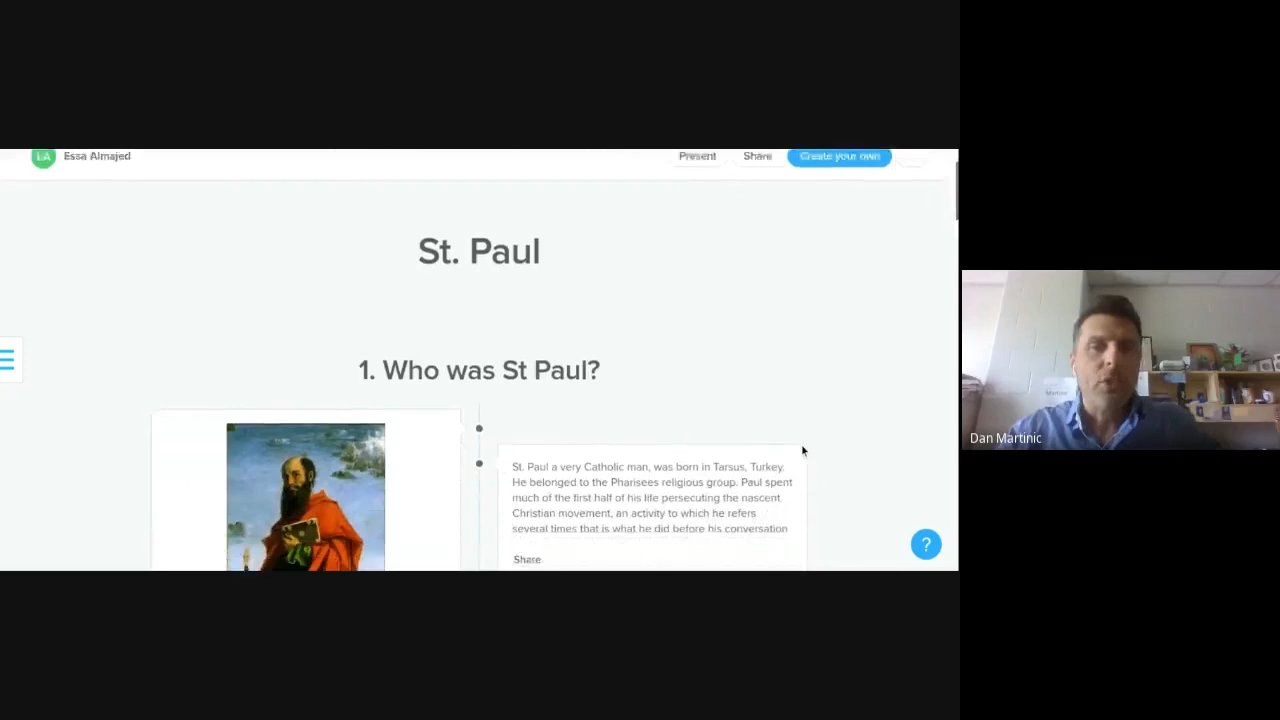 EA Essa Almajed
Present Share Create your own
St. Paul
1. Who was St Paul?
St. Paul a very Catholic man, was born in Tarsus, Turkey.
He belonged to the Pharisees religious group. Paul spent
much of the first half of his life persecuting the nascent
Christian movement, an activity to which he refers
several times that is what he did before his conversation
Share
?
Dan Martinic